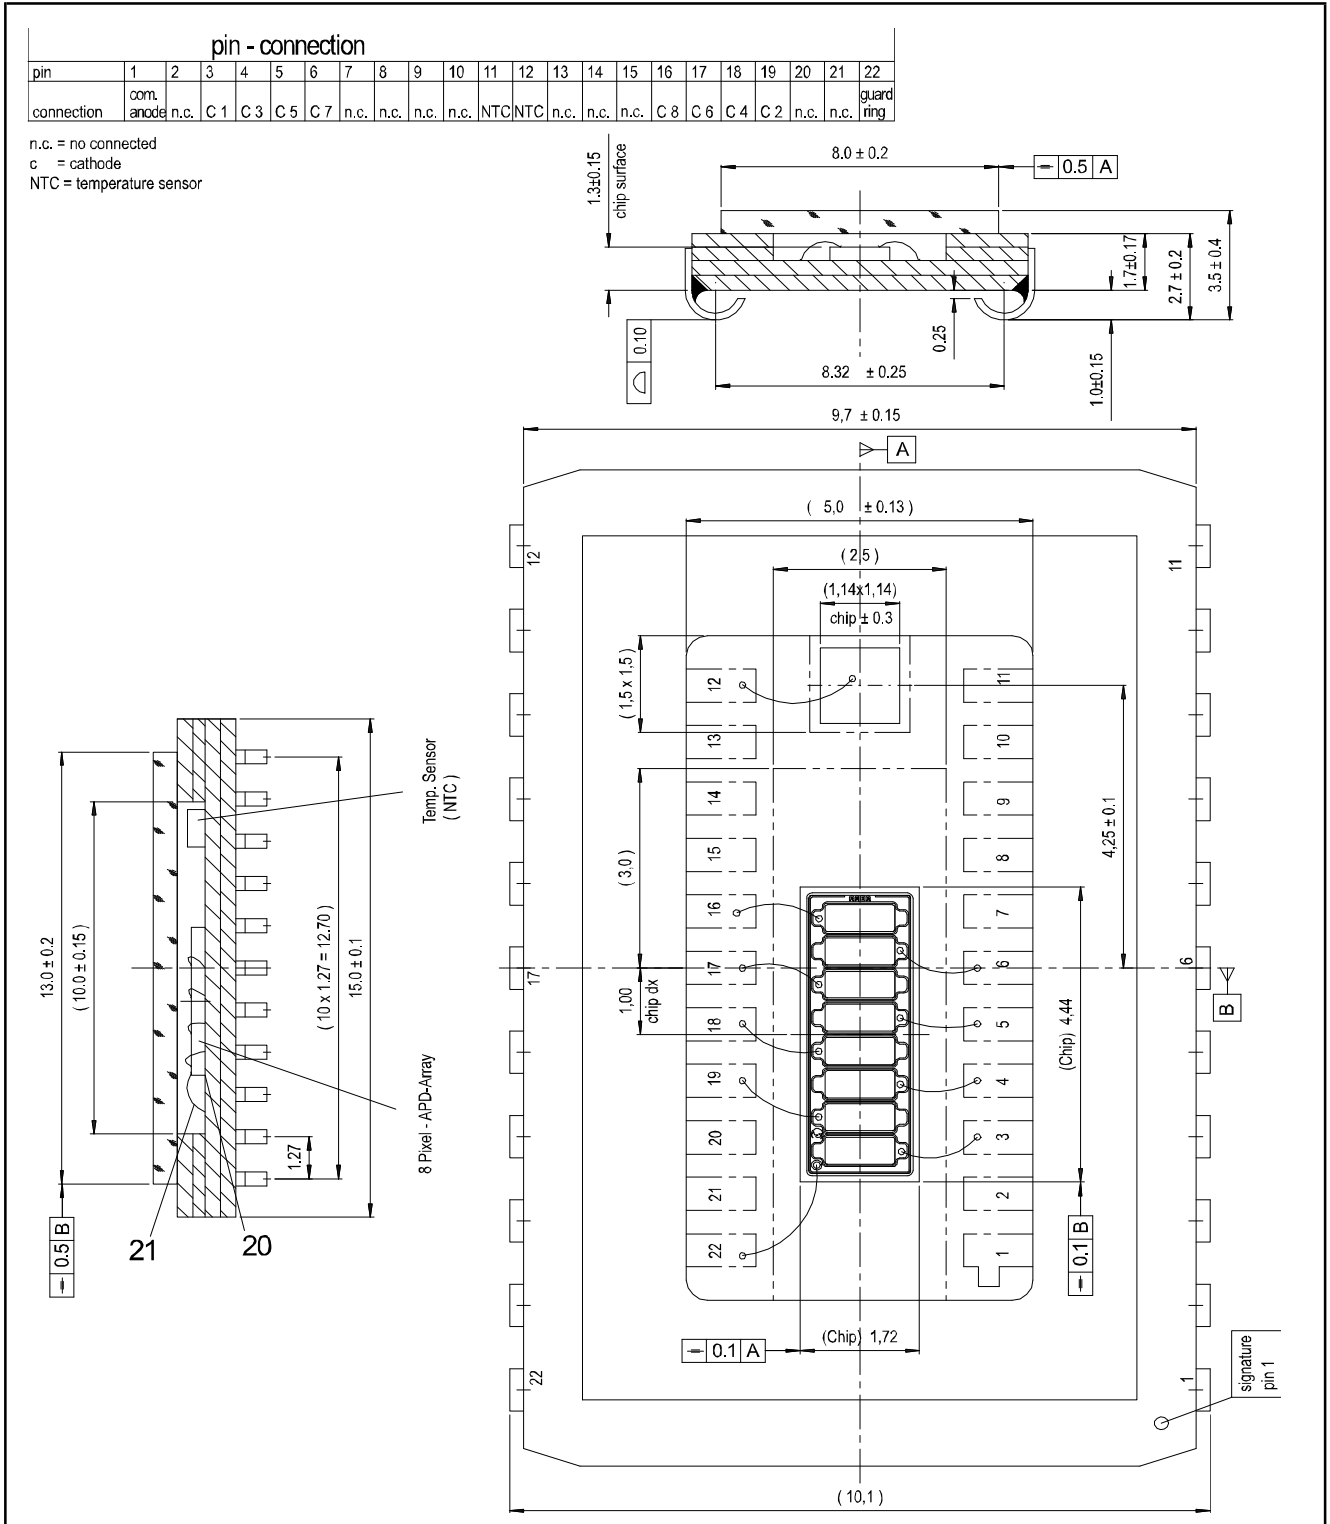 pin - connection
pin 1 2 3 4 5 6 7 8 9 10 11 12 13 14 15 16 17 18 19 20 21 22
connection com. anode n.c. C 1 C 3 C 5 C 7 n.c. n.c. n.c. n.c. NTC NTC n.c. n.c. n.c. C 8 C 6 C 4 C 2 n.c. n.c. guard ring
n.c. = no connected
c = cathode
NTC = temperature sensor
8.0 ± 0.2
0.5 A
1.3±0.15
chip surface
1.7±0.17
2.7 ± 0.2
3.5 ± 0.4
0.10
0.25
1.0±0.15
8.32 ± 0.25
9,7 ± 0.15
A
( 5,0 ± 0.13 )
( 2,5 )
(1,14x1,14)
chip ± 0.3
12
11
( 1,5 x 1,5 )
12
11
13
10
14
9
15
8
16
7
17
6
18
5
19
4
20
3
21
2
22
1
( 3,0 )
1,00
chip dx
4,25 ± 0.1
(Chip) 4,44
17
6
B
0.1 B
(Chip) 1,72
0.1 A
22
1
signature
pin 1
( 10,1 )
Temp. Sensor
( NTC )
8 Pixel - APD-Array
13.0 ± 0.2
( 10.0 ± 0.15 )
( 10 x 1.27 = 12.70 )
15.0 ± 0.1
1.27
0.5 B
21
20